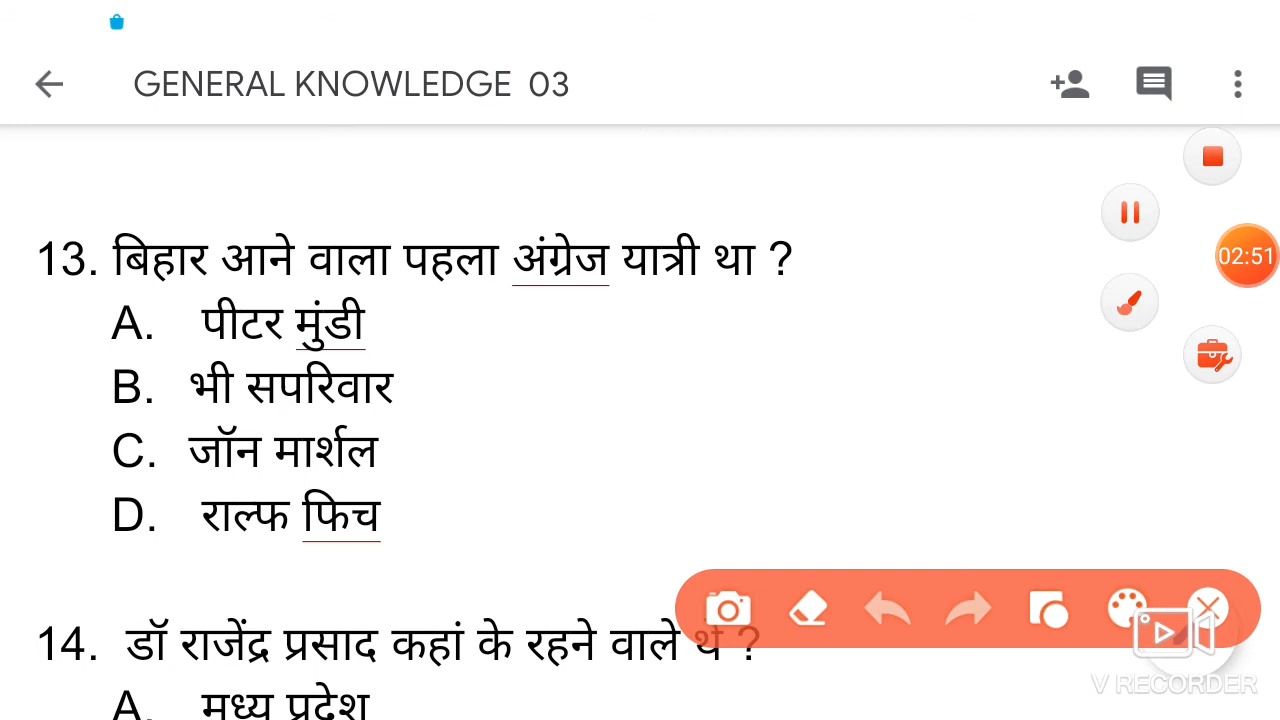 GENERAL KNOWLEDGE 03
13. बिहार आने वाला पहला अंग्रेज यात्री था ?
02:51
A. पीटर मुंडी
B. भी सपरिवार
C. जॉन मार्शल
D. राल्फ फिच
14. डॉ राजेंद्र प्रसाद कहां के रहने वाले थे ?
V RECORDER
A. मध्य प्रदेश